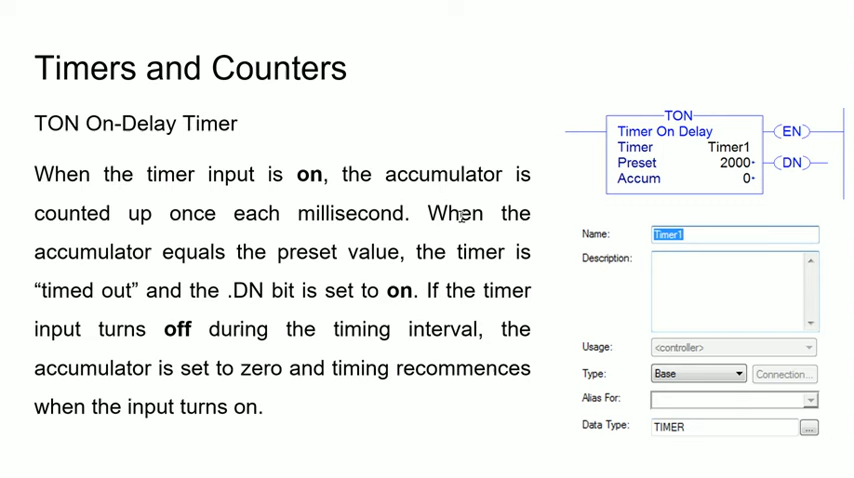 Timers and Counters
TON On-Delay Timer
When the timer input is on, the accumulator is
counted up once each millisecond. When the
accumulator equals the preset value, the timer is
“timed out” and the .DN bit is set to on. If the timer
input turns off during the timing interval, the
accumulator is set to zero and timing recommences
when the input turns on.
TON
Timer On Delay
Timer Timer1
Preset 2000
Accum 0
EN
DN
Name: Timer1
Description:
Usage: <controller>
Type: Base Connection...
Alias For:
Data Type: TIMER ...